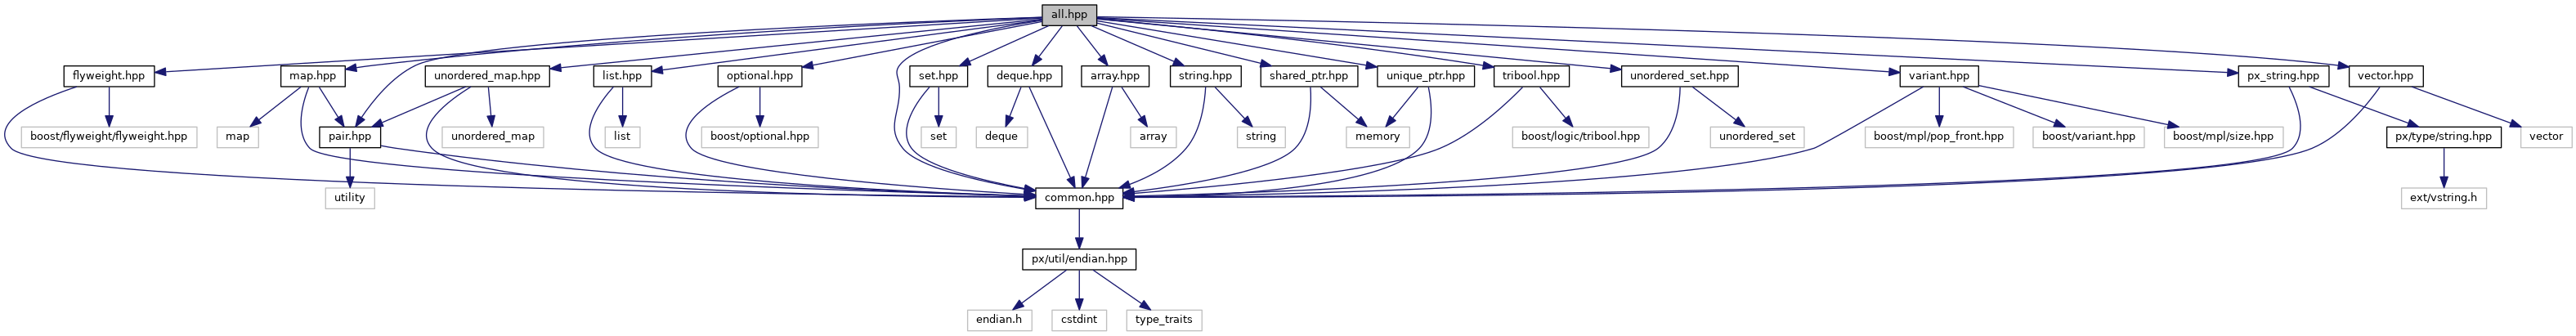 all.hpp
flyweight.hpp
map.hpp
unordered_map.hpp
list.hpp
optional.hpp
set.hpp
deque.hpp
array.hpp
string.hpp
shared_ptr.hpp
unique_ptr.hpp
tribool.hpp
unordered_set.hpp
variant.hpp
px_string.hpp
vector.hpp
boost/flyweight/flyweight.hpp
map
pair.hpp
unordered_map
list
boost/optional.hpp
set
deque
array
string
memory
boost/logic/tribool.hpp
unordered_set
boost/mpl/pop_front.hpp
boost/variant.hpp
boost/mpl/size.hpp
px/type/string.hpp
vector
utility
common.hpp
ext/vstring.h
px/util/endian.hpp
endian.h
cstdint
type_traits